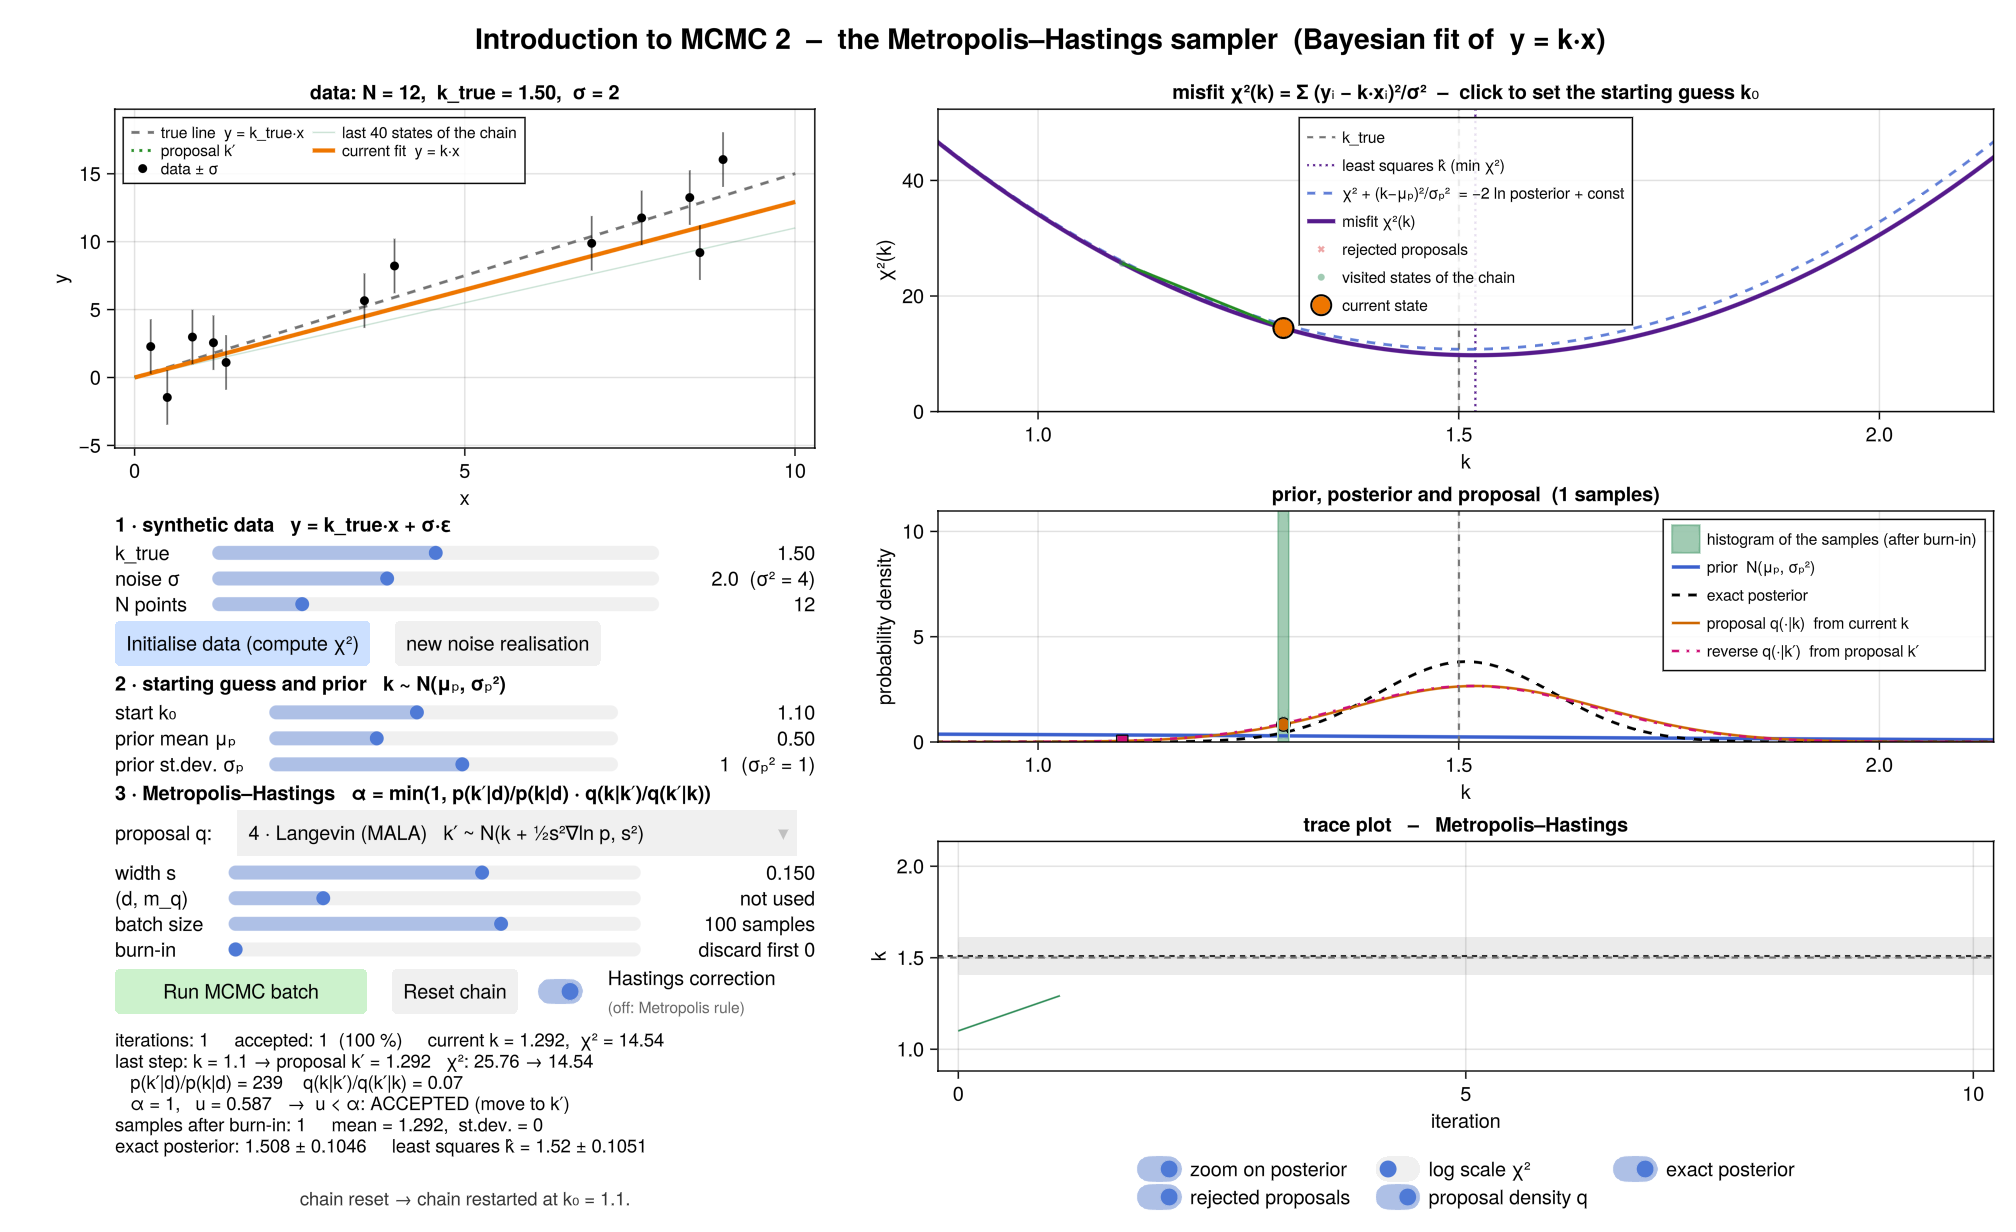 Introduction to MCMC 2 – the Metropolis–Hastings sampler (Bayesian fit of y = k·x)
data: N = 12, k_true = 1.50, σ = 2
true line y = k_true·x
last 40 states of the chain
proposal k′
current fit y = k·x
data ± σ
15
10
5
0
−5
y
0
5
10
x
1 · synthetic data y = k_true·x + σ·ε
k_true 1.50
noise σ 2.0 (σ² = 4)
N points 12
Initialise data (compute χ²)
new noise realisation
2 · starting guess and prior k ~ N(μₚ, σₚ²)
start k₀ 1.10
prior mean μₚ 0.50
prior st.dev. σₚ 1 (σₚ² = 1)
3 · Metropolis–Hastings α = min(1, p(k′|d)/p(k|d) · q(k|k′)/q(k′|k))
proposal q: 4 · Langevin (MALA) k′ ~ N(k + ½s²∇ln p, s²) ▼
width s 0.150
(d, m_q) not used
batch size 100 samples
burn-in discard first 0
Run MCMC batch
Reset chain
Hastings correction
(off: Metropolis rule)
iterations: 1 accepted: 1 (100 %) current k = 1.292, χ² = 14.54
last step: k = 1.1 → proposal k′ = 1.292 χ²: 25.76 → 14.54
p(k′|d)/p(k|d) = 239 q(k|k′)/q(k′|k) = 0.07
α = 1, u = 0.587 → u < α: ACCEPTED (move to k′)
samples after burn-in: 1 mean = 1.292, st.dev. = 0
exact posterior: 1.508 ± 0.1046 least squares k̂ = 1.52 ± 0.1051
chain reset → chain restarted at k₀ = 1.1.
misfit χ²(k) = Σ (yᵢ − k·xᵢ)²/σ² – click to set the starting guess k₀
k_true
least squares k̂ (min χ²)
χ² + (k−μₚ)²/σₚ² = −2 ln posterior + const
misfit χ²(k)
rejected proposals
visited states of the chain
current state
40
20
0
χ²(k)
1.0
1.5
2.0
k
prior, posterior and proposal (1 samples)
histogram of the samples (after burn-in)
prior N(μₚ, σₚ²)
exact posterior
proposal q(·|k) from current k
reverse q(·|k′) from proposal k′
10
5
0
probability density
1.0
1.5
2.0
k
trace plot – Metropolis–Hastings
2.0
1.5
1.0
k
0
5
10
iteration
zoom on posterior
log scale χ²
exact posterior
rejected proposals
proposal density q